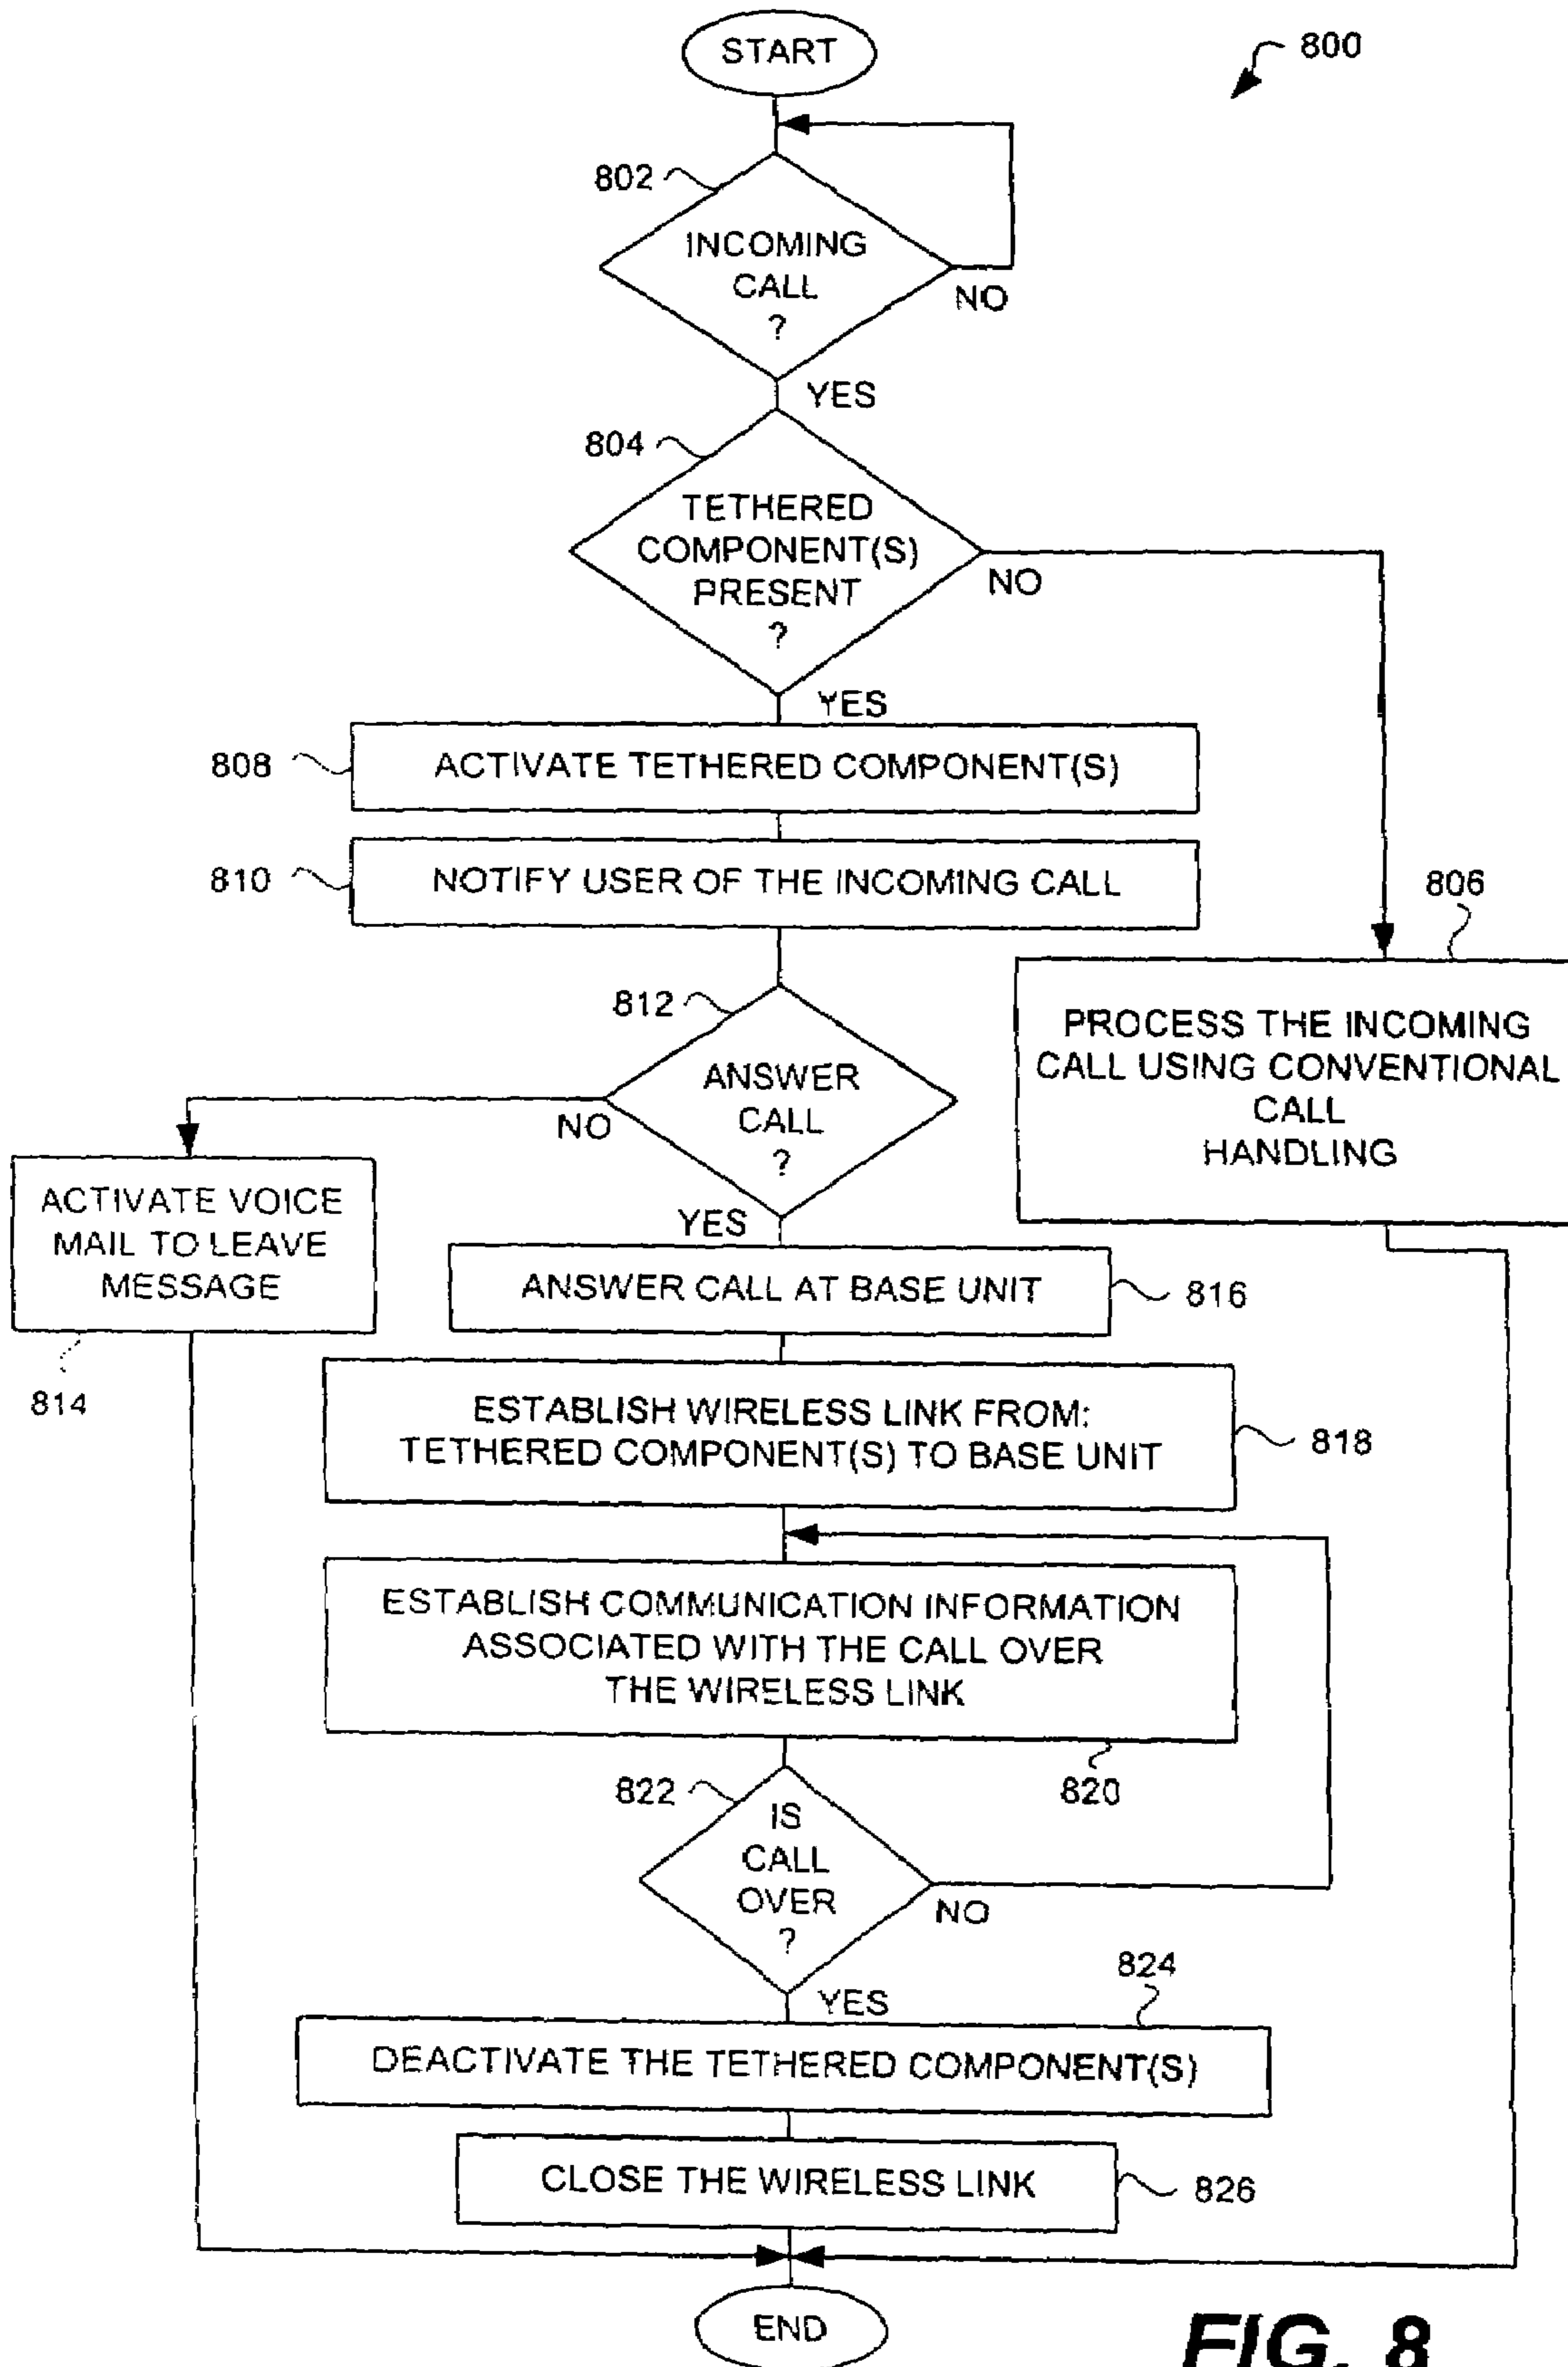 START
800
802
INCOMING
CALL
?
NO
YES
804
TETHERED
COMPONENT(S)
PRESENT
?
NO
YES
808
ACTIVATE TETHERED COMPONENT(S)
810
NOTIFY USER OF THE INCOMING CALL
806
PROCESS THE INCOMING
CALL USING CONVENTIONAL
CALL
HANDLING
812
ANSWER
CALL
?
NO
YES
ACTIVATE VOICE
MAIL TO LEAVE
MESSAGE
814
ANSWER CALL AT BASE UNIT
816
ESTABLISH WIRELESS LINK FROM:
TETHERED COMPONENT(S) TO BASE UNIT
818
ESTABLISH COMMUNICATION INFORMATION
ASSOCIATED WITH THE CALL OVER
THE WIRELESS LINK
820
822
IS
CALL
OVER
?
NO
YES
824
DEACTIVATE THE TETHERED COMPONENT(S)
CLOSE THE WIRELESS LINK
826
END
FIG. 8